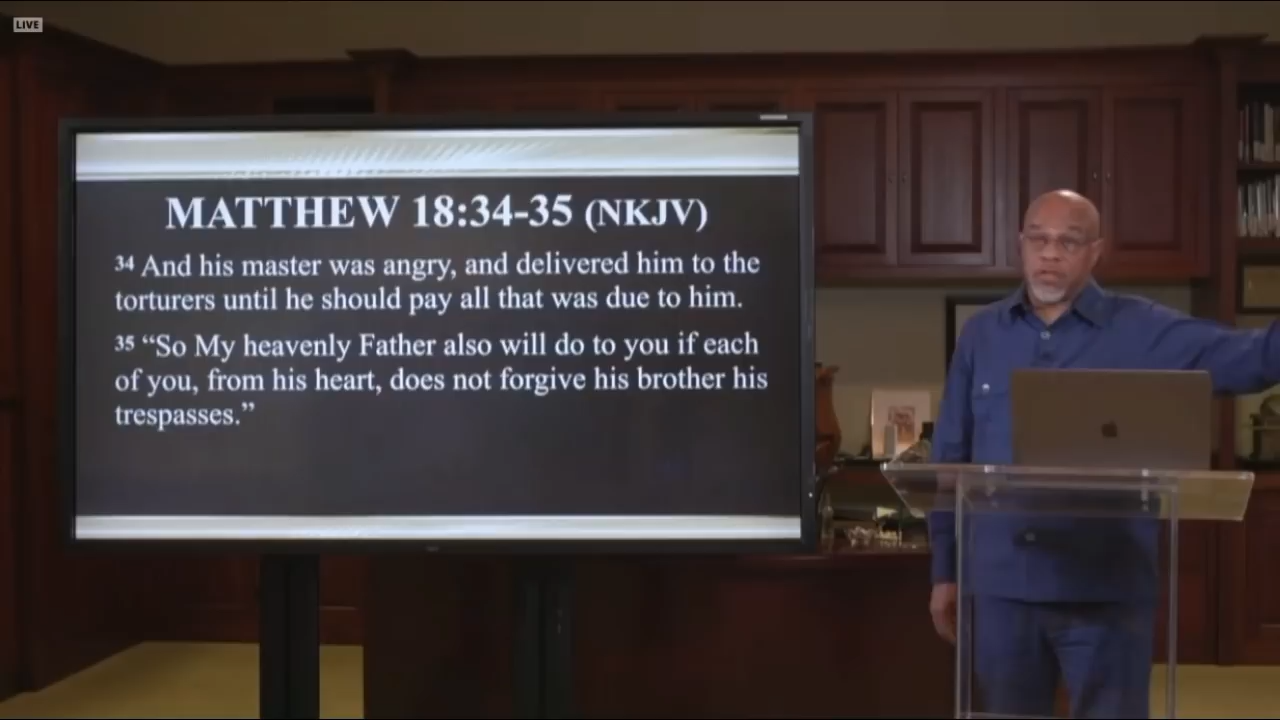 LIVE
MATTHEW 18:34-35 (NKJV)
34 And his master was angry, and delivered him to the
torturers until he should pay all that was due to him.
35 “So My heavenly Father also will do to you if each
of you, from his heart, does not forgive his brother his
trespasses.”